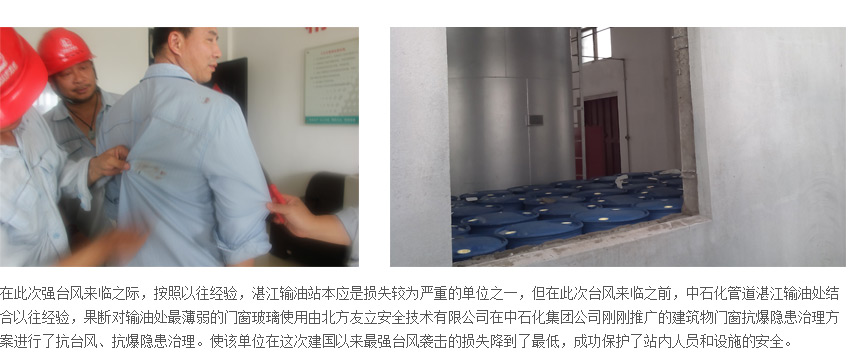 在此次强台风来临之际，按照以往经验，湛江输油站本应是损失较为严重的单位之一，但在此次台风来临之前，中石化管道湛江输油处结
合以往经验，果断对输油处最薄弱的门窗玻璃使用由北方友立安全技术有限公司在中石化集团公司刚刚推广的建筑物门窗抗爆隐患治理方
案进行了抗台风、抗爆隐患治理。使该单位在这次建国以来最强台风袭击的损失降到了最低，成功保护了站内人员和设施的安全。